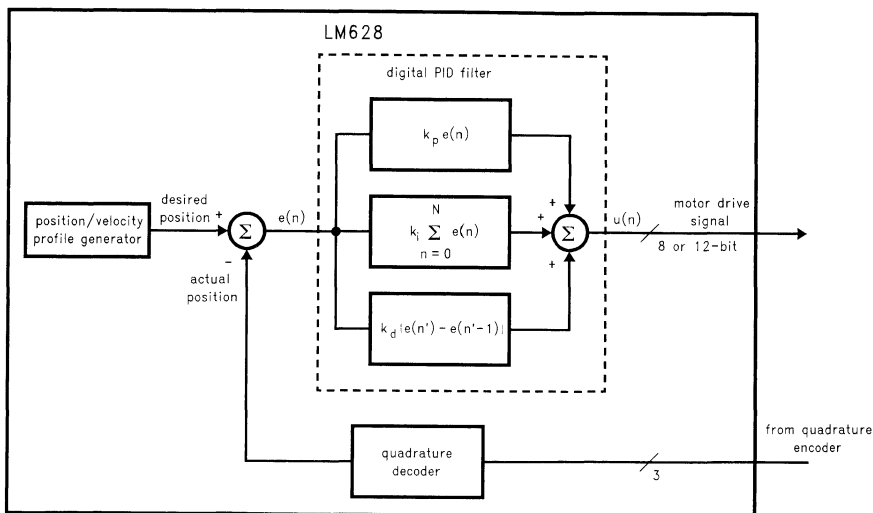 LM628
digital PID filter
k_p e(n)
position/velocity
profile generator
desired
position
+
Σ
−
actual
position
e(n)
N
k_i Σ e(n)
n = 0
k_d {e(n') − e(n'−1)}
+
+
+
Σ
u(n)
motor drive
signal
8 or 12-bit
quadrature
decoder
3
from quadrature
encoder